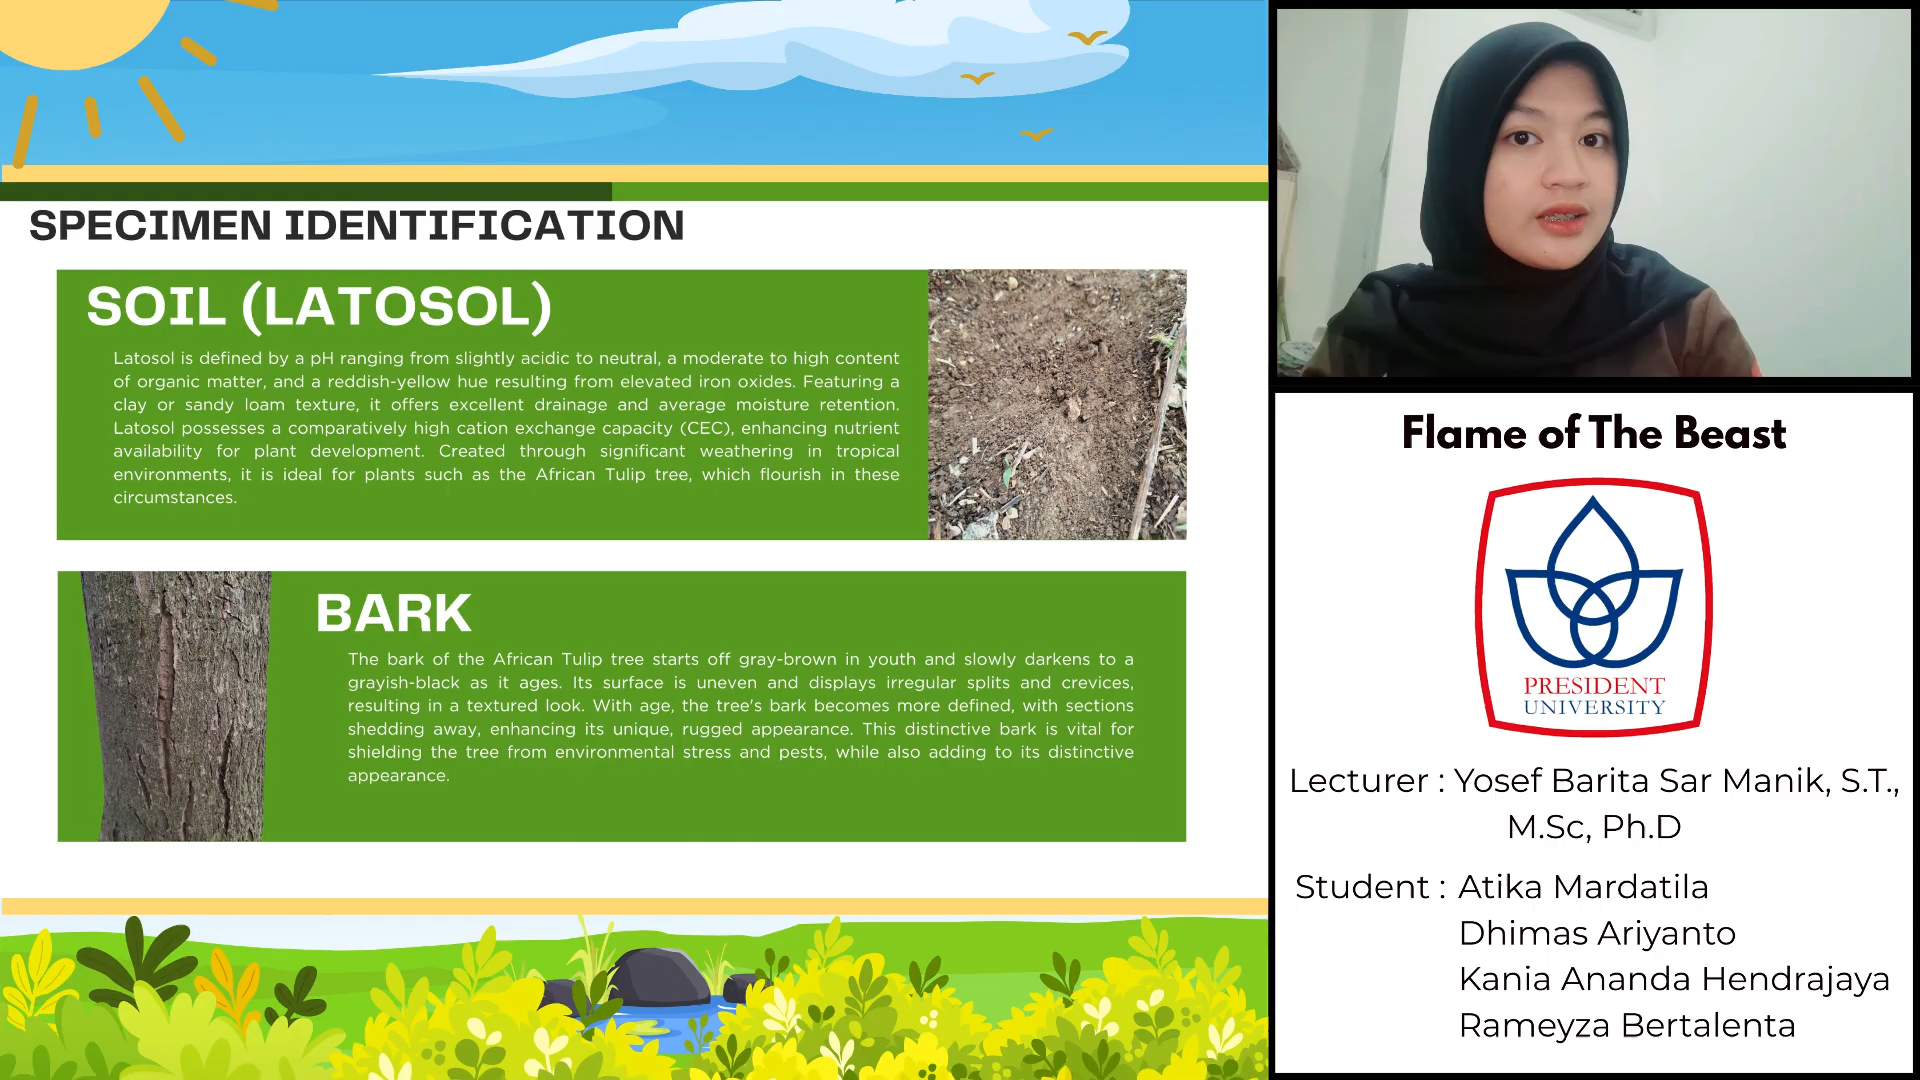 SPECIMEN IDENTIFICATION
SOIL (LATOSOL)
Latosol is defined by a pH ranging from slightly acidic to neutral, a moderate to high content
of organic matter, and a reddish-yellow hue resulting from elevated iron oxides. Featuring a
clay or sandy loam texture, it offers excellent drainage and average moisture retention.
Latosol possesses a comparatively high cation exchange capacity (CEC), enhancing nutrient
availability for plant development. Created through significant weathering in tropical
environments, it is ideal for plants such as the African Tulip tree, which flourish in these
circumstances.
BARK
The bark of the African Tulip tree starts off gray-brown in youth and slowly darkens to a
grayish-black as it ages. Its surface is uneven and displays irregular splits and crevices,
resulting in a textured look. With age, the tree's bark becomes more defined, with sections
shedding away, enhancing its unique, rugged appearance. This distinctive bark is vital for
shielding the tree from environmental stress and pests, while also adding to its distinctive
appearance.
Flame of The Beast
PRESIDENT
UNIVERSITY
Lecturer : Yosef Barita Sar Manik, S.T.,
M.Sc, Ph.D
Student : Atika Mardatila
Dhimas Ariyanto
Kania Ananda Hendrajaya
Rameyza Bertalenta